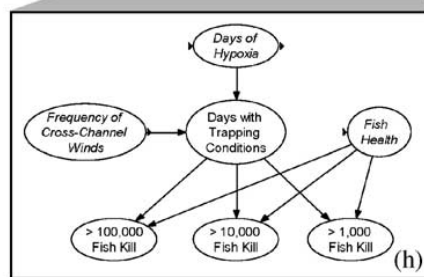 Days of
Hypoxia
Frequency of
Cross-Channel
Winds
Days with
Trapping
Conditions
Fish
Health
> 100,000
Fish Kill
> 10,000
Fish Kill
> 1,000
Fish Kill
(h)